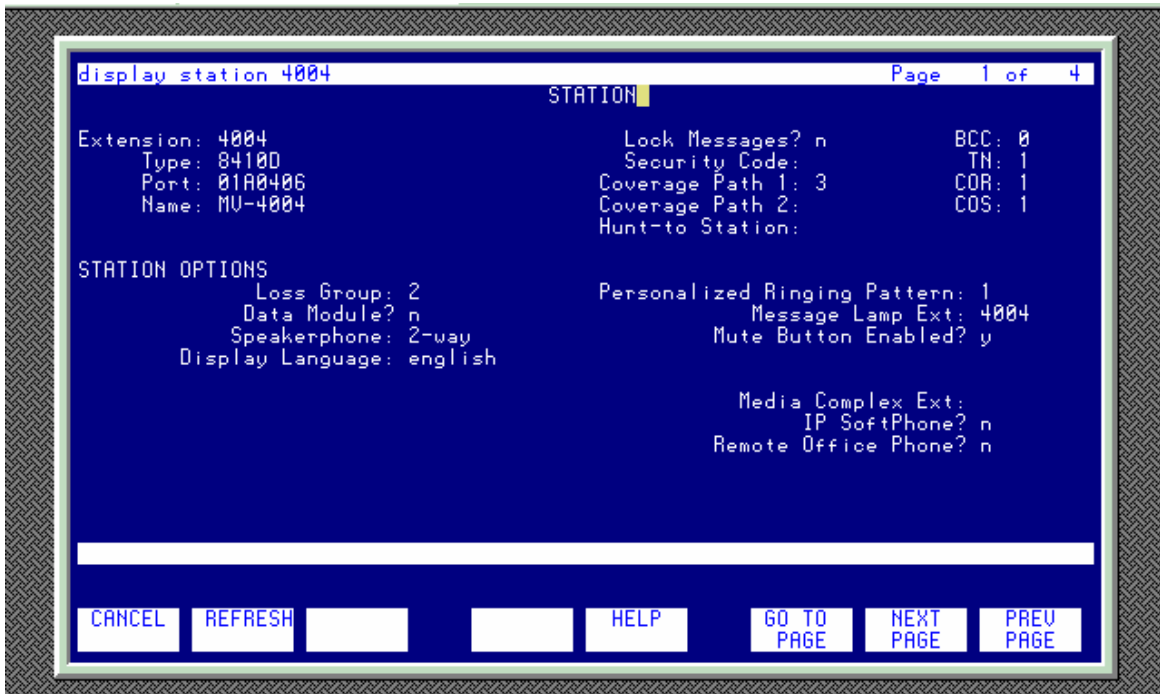 display station 4004 Page 1 of 4
STATION
Extension: 4004 Lock Messages? n BCC: 0
Type: 8410D Security Code: TN: 1
Port: 01A0406 Coverage Path 1: 3 COR: 1
Name: MV-4004 Coverage Path 2: COS: 1
Hunt-to Station:
STATION OPTIONS
Loss Group: 2 Personalized Ringing Pattern: 1
Data Module? n Message Lamp Ext: 4004
Speakerphone: 2-way Mute Button Enabled? y
Display Language: english
Media Complex Ext:
IP SoftPhone? n
Remote Office Phone? n
CANCEL REFRESH HELP GO TO PAGE NEXT PAGE PREV PAGE